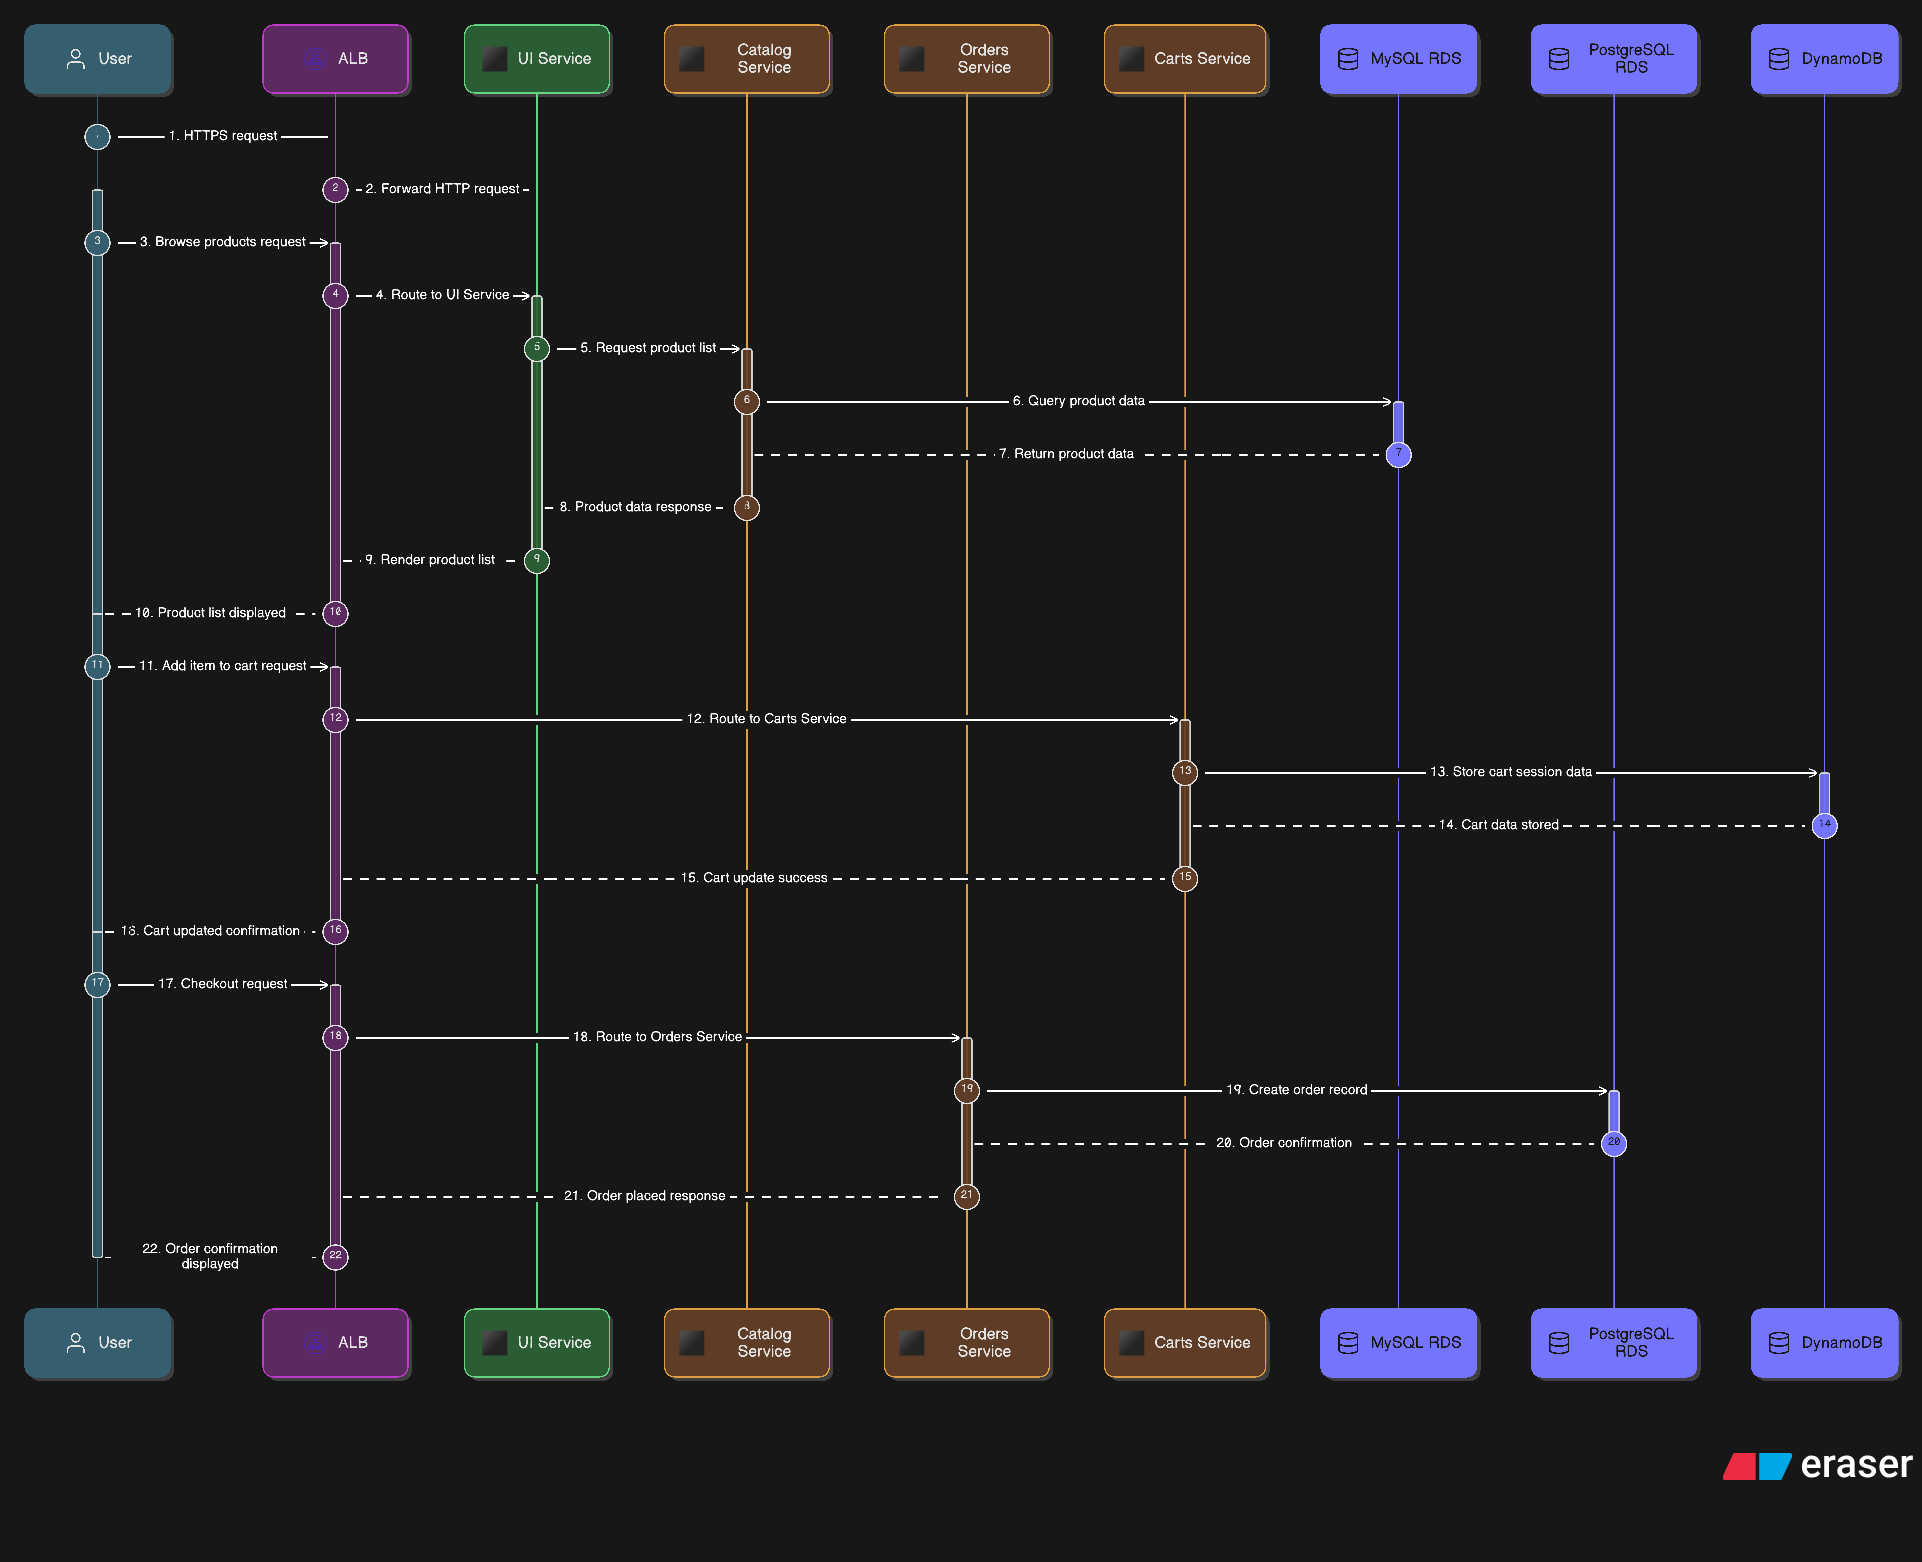 User
ALB
UI Service
Catalog
Service
Orders
Service
Carts Service
MySQL RDS
PostgreSQL
RDS
DynamoDB
1. HTTPS request
2
2. Forward HTTP request
3
3. Browse products request
4
4. Route to UI Service
5
5. Request product list
6
6. Query product data
7. Return product data
7
8. Product data response
8
9. Render product list
9
10. Product list displayed
10
11
11. Add item to cart request
12
12. Route to Carts Service
13
13. Store cart session data
14. Cart data stored
14
15. Cart update success
15
16. Cart updated confirmation
16
17
17. Checkout request
18
18. Route to Orders Service
19
19. Create order record
20. Order confirmation
20
21. Order placed response
21
22. Order confirmation
displayed
22
User
ALB
UI Service
Catalog
Service
Orders
Service
Carts Service
MySQL RDS
PostgreSQL
RDS
DynamoDB
eraser